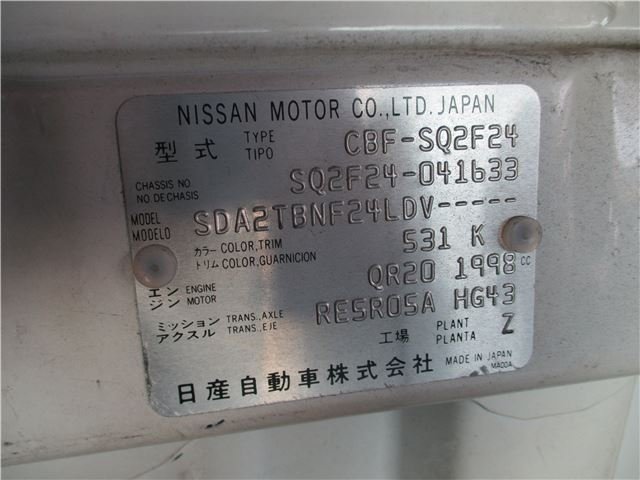 NISSAN MOTOR CO.,LTD. JAPAN
型式 TYPE TIPO CBF-SQ2F24
CHASSIS NO. NO. DE CHASIS SQ2F24-041633
MODEL MODELO SDA2TBNF24LDV-----
カラー COLOR,TRIM 531 K
トリム COLOR,GUARNICION
エンジン ENGINE MOTOR QR20 1998 CC
ミッション TRANS.,AXLE RE5R05A HG43
アクスル TRANS.,EJE
工場 PLANT PLANTA Z
日産自動車株式会社 MADE IN JAPAN